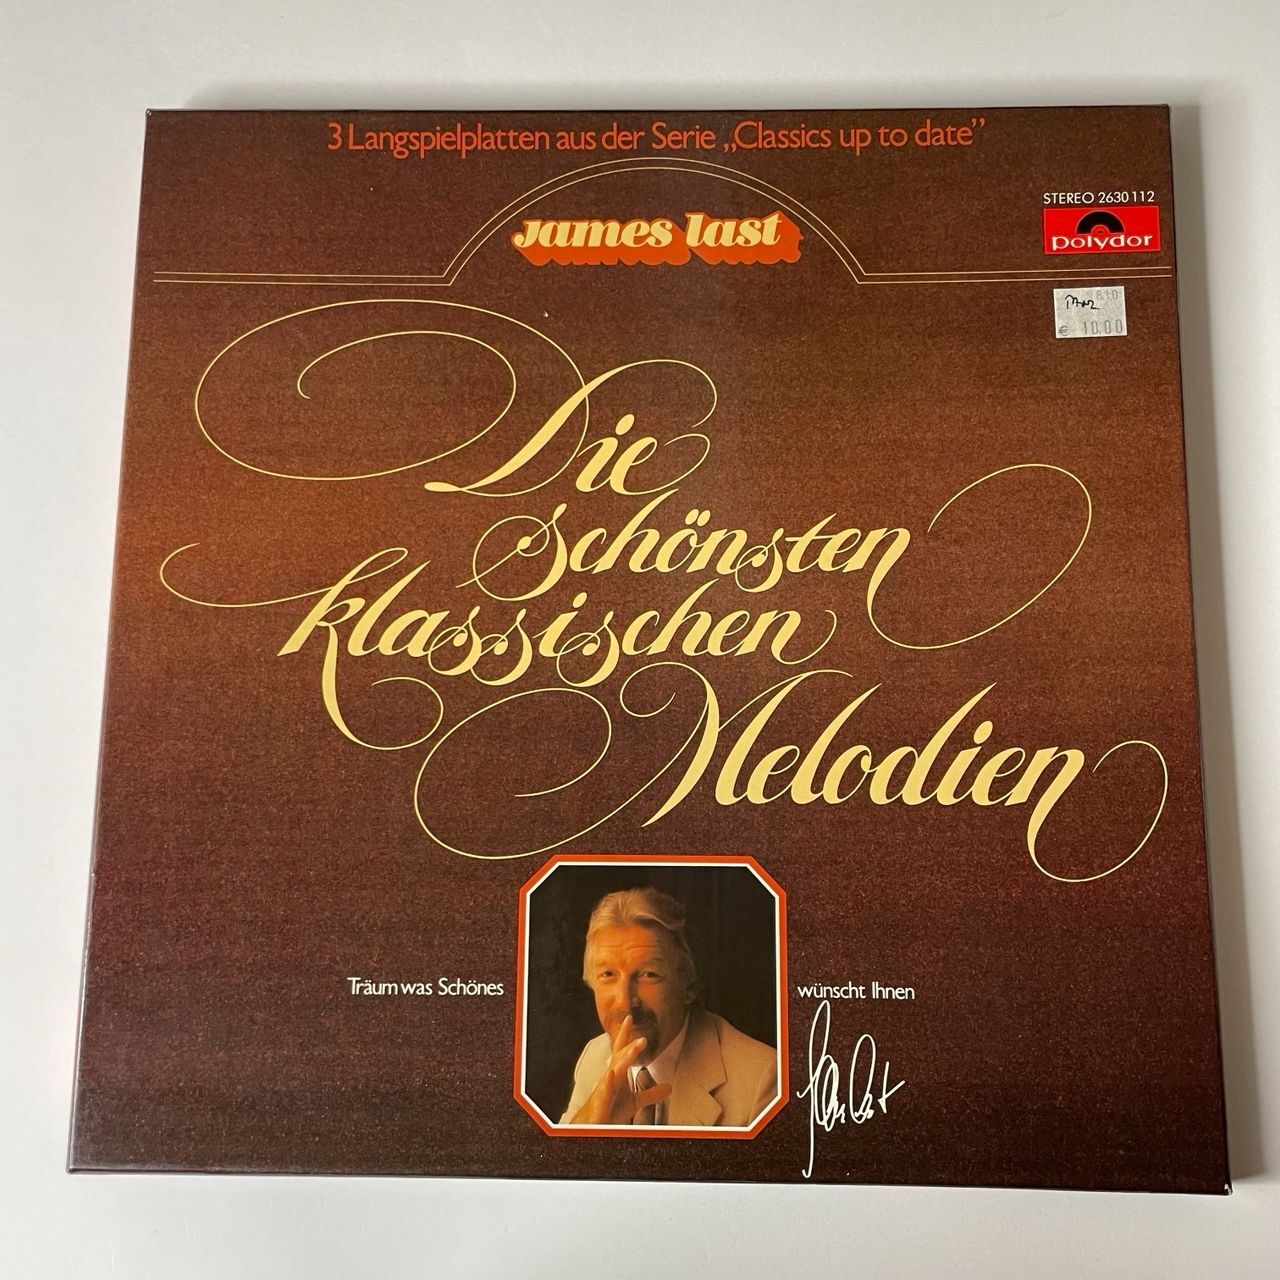 3 Langspielplatten aus der Serie „Classics up to date”
STEREO 2630 112
polydor
james last
810
€ 10.00
Die
schönsten
klassischen
Melodien
Träum was Schönes
wünscht Ihnen